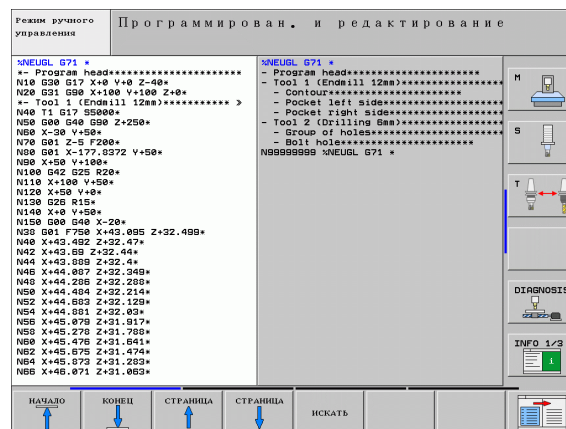 Режим ручного
управления
Программирован. и редактирование
%NEUGL G71 *
*- Program head**********************
N10 G30 G17 X+0 Y+0 Z-40*
N20 G31 G90 X+100 Y+100 Z+0*
*- Tool 1 (Endmill 12mm)*********** »
N40 T1 G17 S5000*
N50 G00 G40 G90 Z+250*
N60 X-30 Y+50*
N70 G01 Z-5 F200*
N80 G01 X-177.8372 Y+50*
N90 X+50 Y+100*
N100 G42 G25 R20*
N110 X+100 Y+50*
N120 X+50 Y+0*
N130 G26 R15*
N140 X+0 Y+50*
N150 G00 G40 X-20*
N38 G01 F750 X+43.095 Z+32.499*
N40 X+43.492 Z+32.47*
N42 X+43.69 Z+32.44*
N44 X+43.889 Z+32.4*
N46 X+44.087 Z+32.349*
N48 X+44.286 Z+32.288*
N50 X+44.484 Z+32.214*
N52 X+44.683 Z+32.129*
N54 X+44.881 Z+32.03*
N56 X+45.079 Z+31.917*
N58 X+45.278 Z+31.788*
N60 X+45.476 Z+31.641*
N62 X+45.675 Z+31.474*
N64 X+45.873 Z+31.283*
N66 X+46.071 Z+31.063*
%NEUGL G71 *
- Program head**********************
- Tool 1 (Endmill 12mm)*****************
- Contour**********************
- Pocket left side*****************
- Pocket right side****************
- Tool 2 (Drilling 6mm)*****************
- Group of holes*******************
- Bolt hole**********************
N99999999 %NEUGL G71 *
M
S
T
DIAGNOSIS
INFO 1/3
i
НАЧАЛО
КОНЕЦ
СТРАНИЦА
СТРАНИЦА
ИСКАТЬ